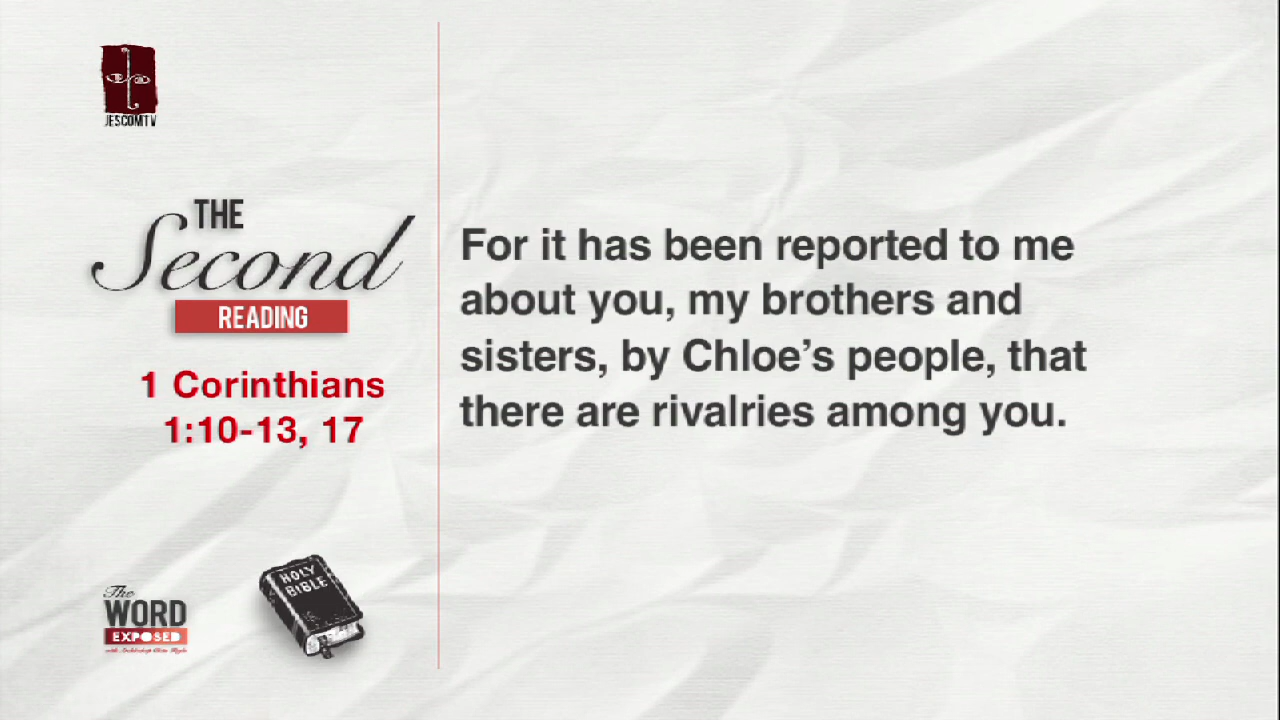 JESCOMTV
THE
Second
READING
1 Corinthians
1:10-13, 17
For it has been reported to me
about you, my brothers and
sisters, by Chloe’s people, that
there are rivalries among you.
HOLY
BIBLE
The
WORD
EXPOSED